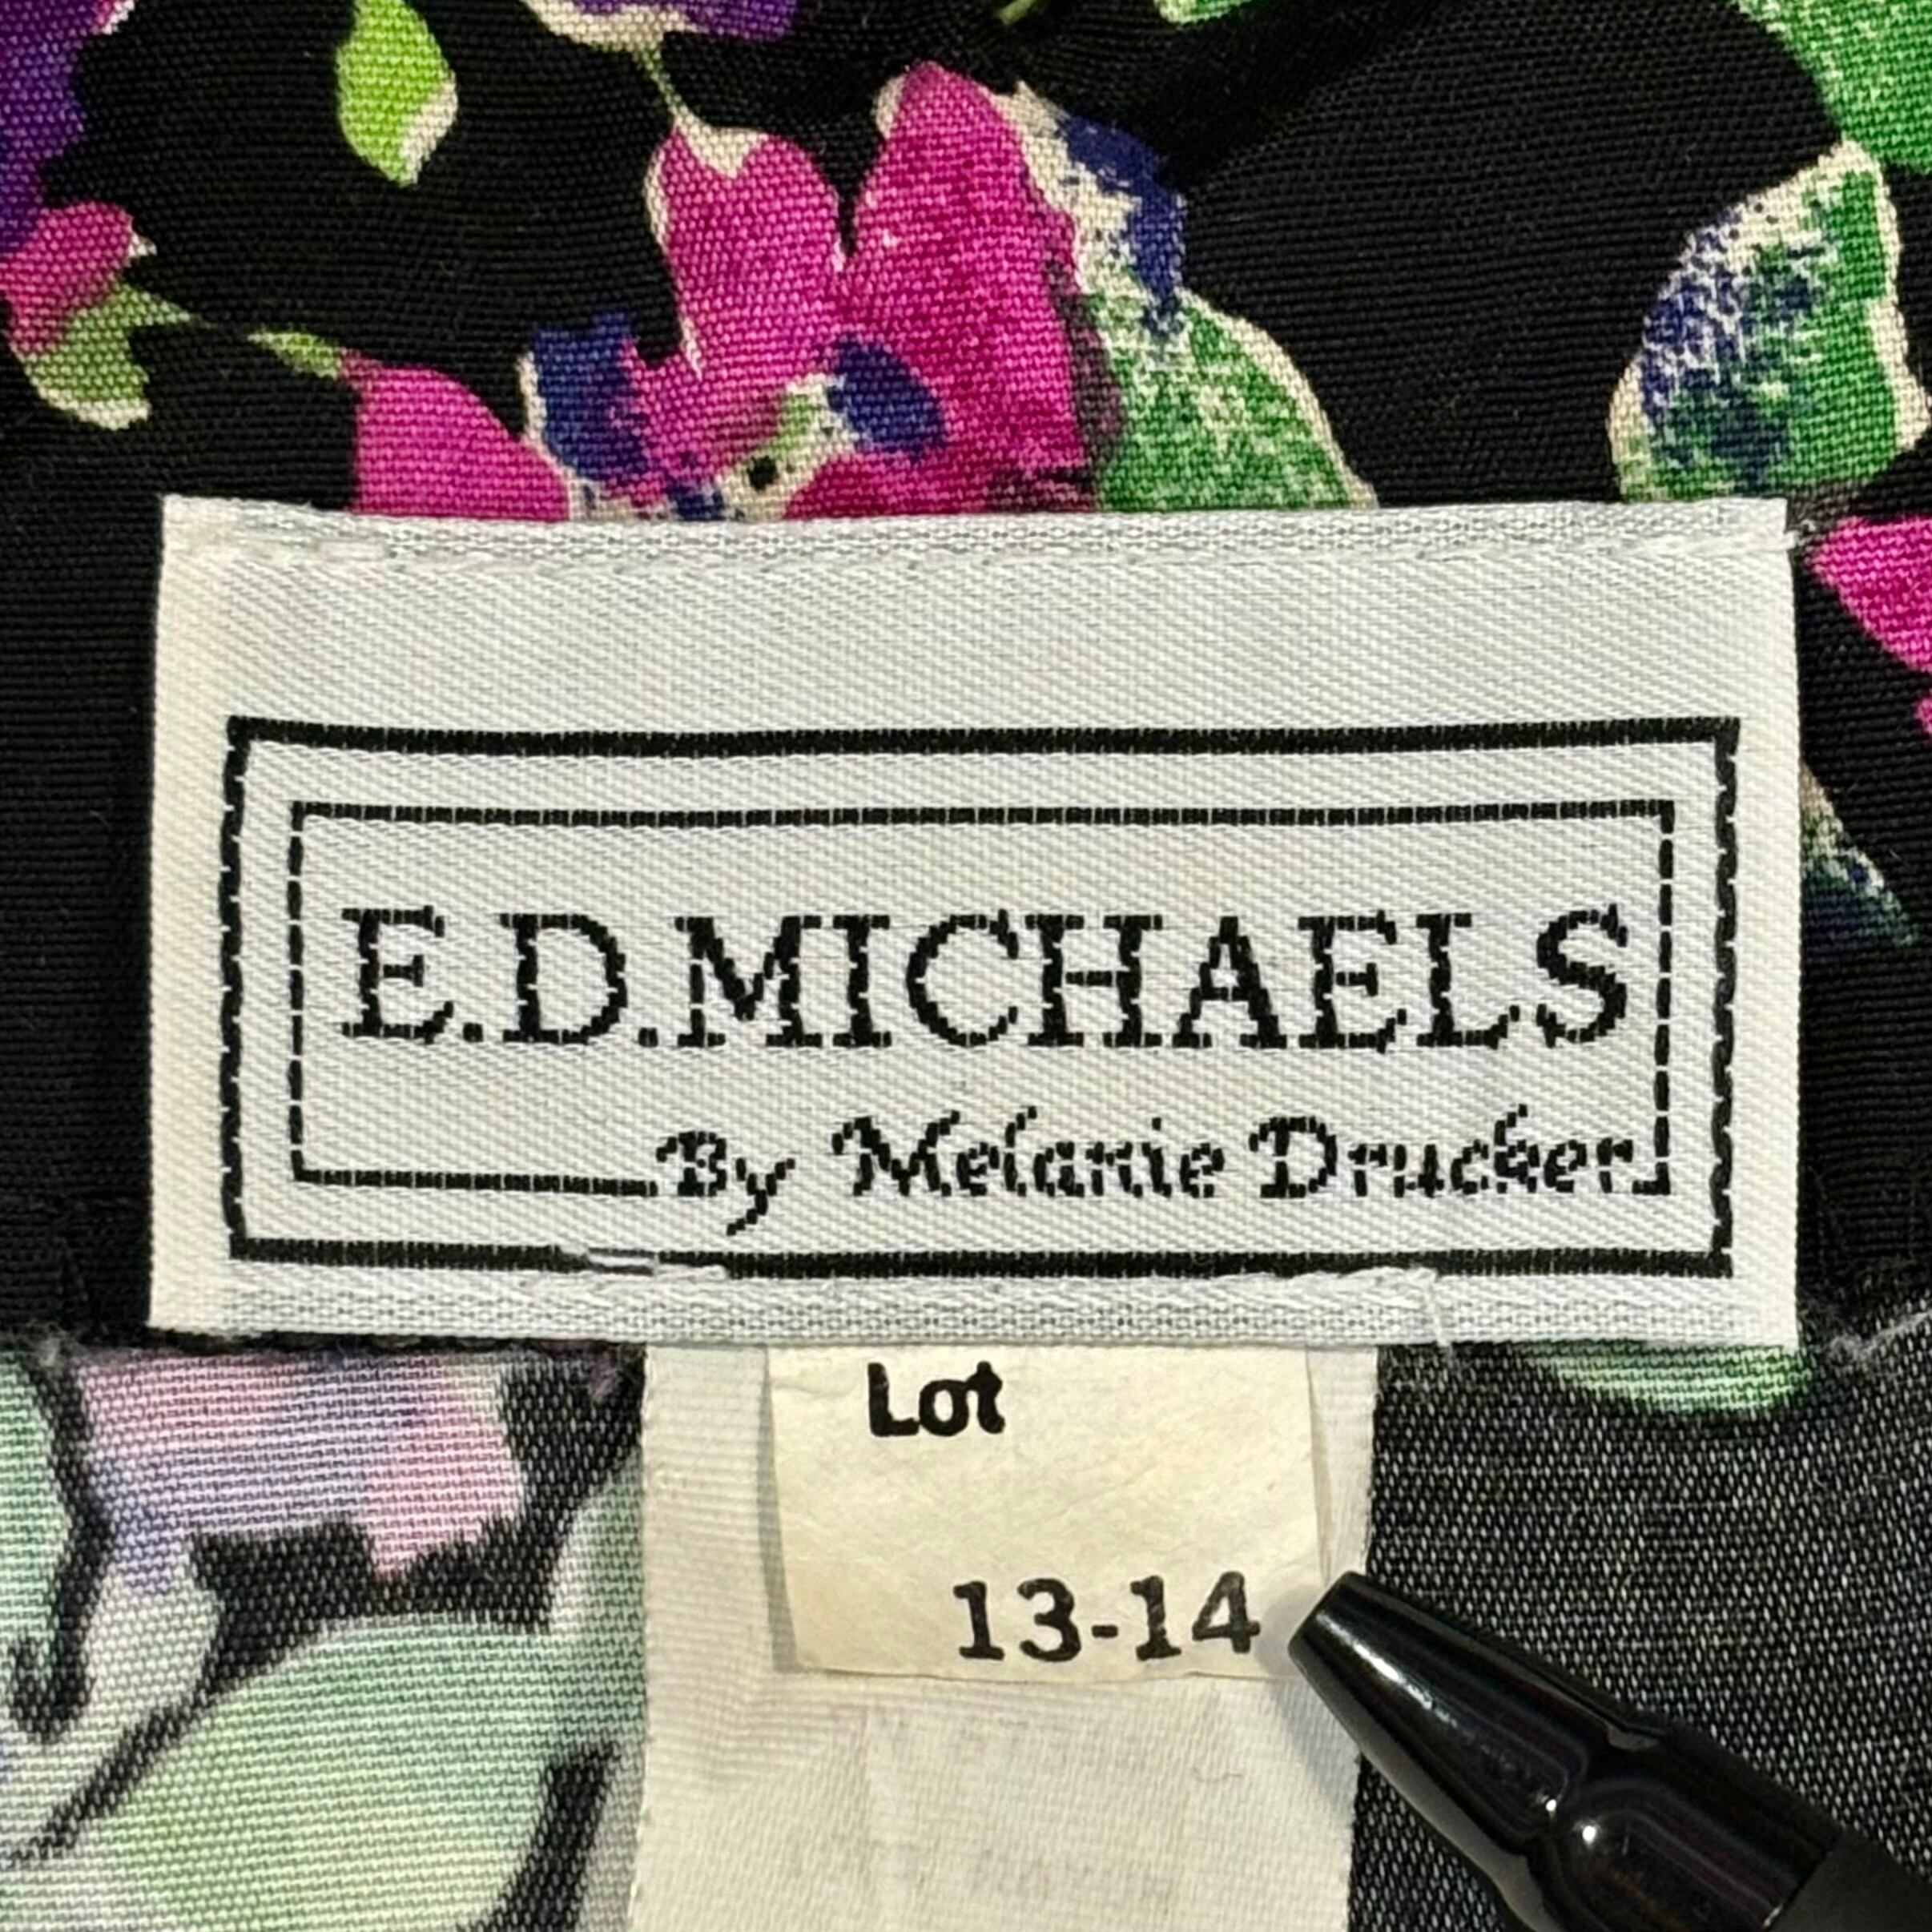 E.D.MICHAELS
By Melanie Drucker
Lot
13-14